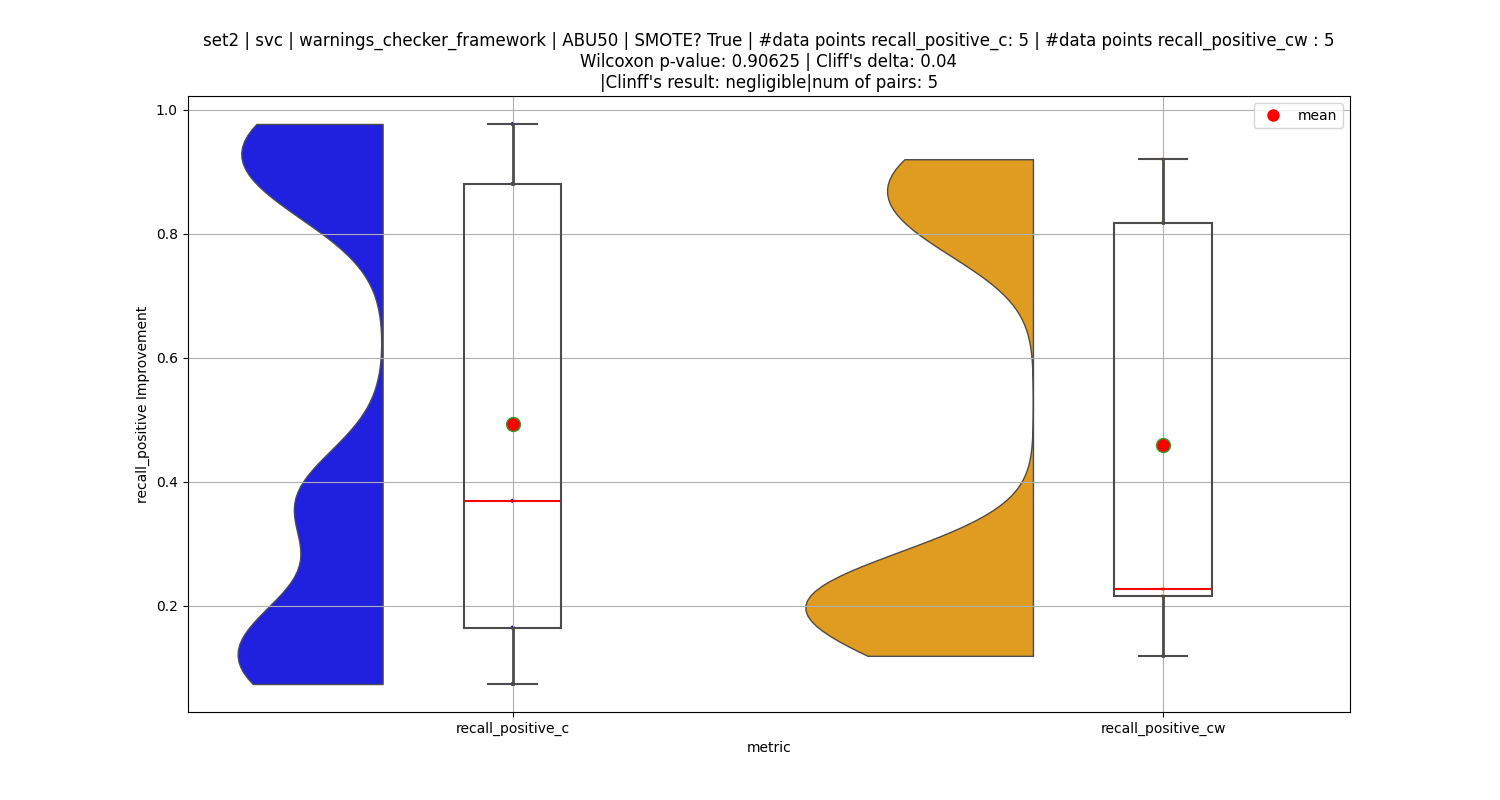 set2 | svc | warnings_checker_framework | ABU50 | SMOTE? True | #data points recall_positive_c: 5 | #data points recall_positive_cw : 5
Wilcoxon p-value: 0.90625 | Cliff's delta: 0.04
|Clinff's result: negligible|num of pairs: 5
mean
1.0
0.8
0.6
0.4
0.2
recall_positive Improvement
recall_positive_c
recall_positive_cw
metric